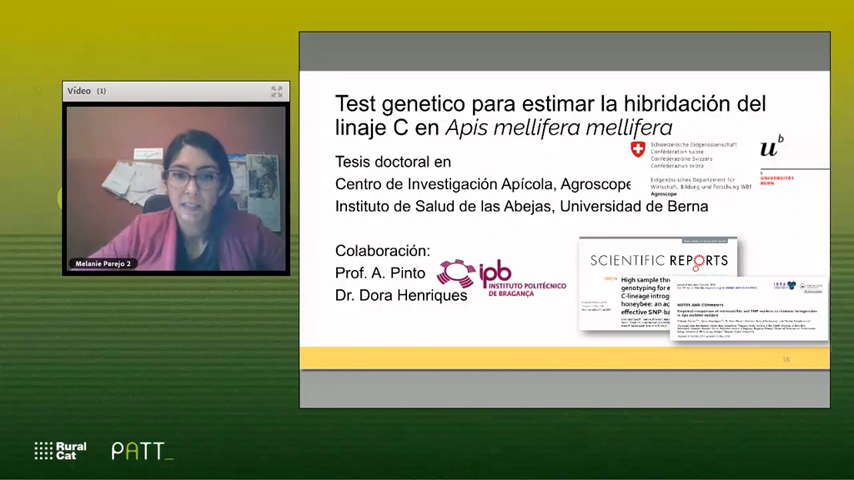 Vídeo (1)
Melanie Parejo 2
Test genetico para estimar la hibridación del
linaje C en Apis mellifera mellifera
Tesis doctoral en
Centro de Investigación Apícola, Agroscope
Instituto de Salud de las Abejas, Universidad de Berna
Schweizerische Eidgenossenschaft
Confédération suisse
Confederazione Svizzera
Confederaziun svizra
Eidgenössisches Departement für
Wirtschaft, Bildung und Forschung WBF
Agroscope
u
b
UNIVERSITÄT
BERN
Colaboración:
Prof. A. Pinto
Dr. Dora Henriques
ipb
INSTITUTO POLITÉCNICO
DE BRAGANÇA
SCIENTIFIC REPORTS
High sample thr
genotyping for e
C-lineage introg
honeybee: an ac
effective SNP-ba
NOTES AND COMMENTS
16
Rural
Cat
PATT_